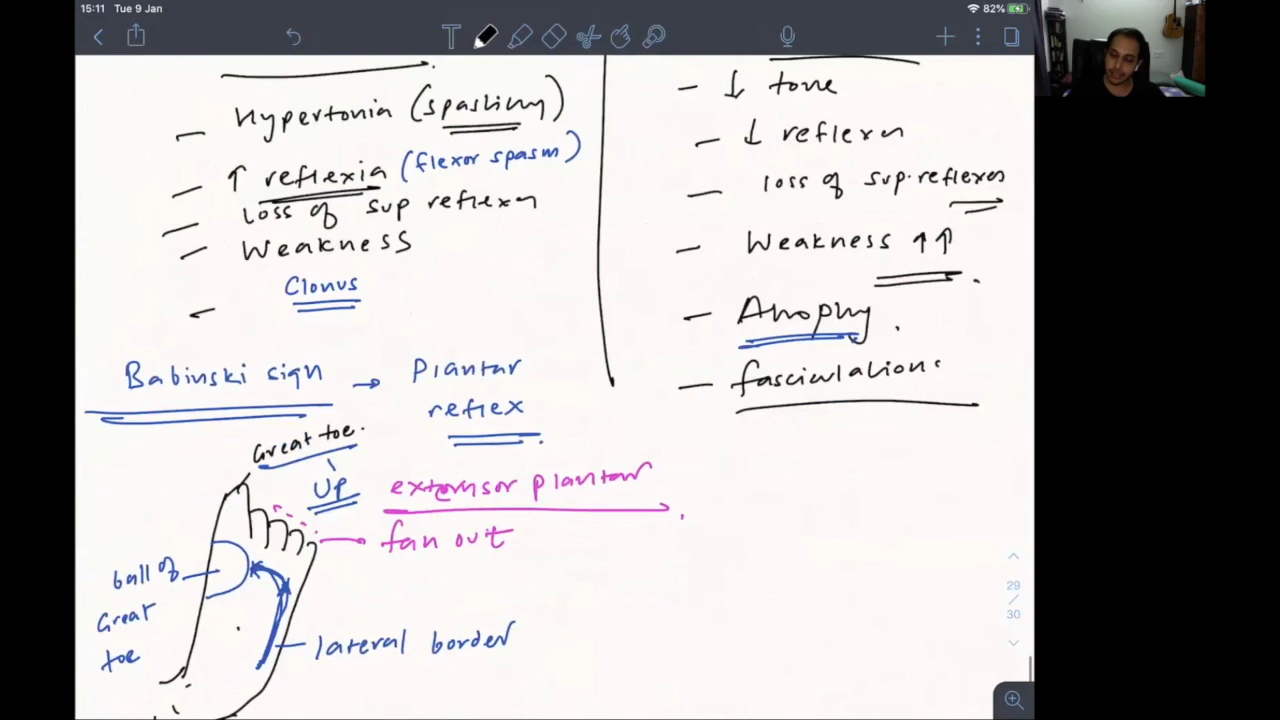 15:11 Tue 9 Jan
82%
T
- Hypertonia (spasticity)
- ↑ reflexia (flexor spasm)
- loss of sup reflexes
- Weakness
- Clonus
Babinski sign → Plantar
reflex
Great toe.
Up
extensor plantar
fan out
ball of
Great
toe
lateral border
- ↓ tone
- ↓ reflexes
- loss of sup. reflexes
- Weakness ↑↑
- Atrophy
- fasciculations
29
/
30